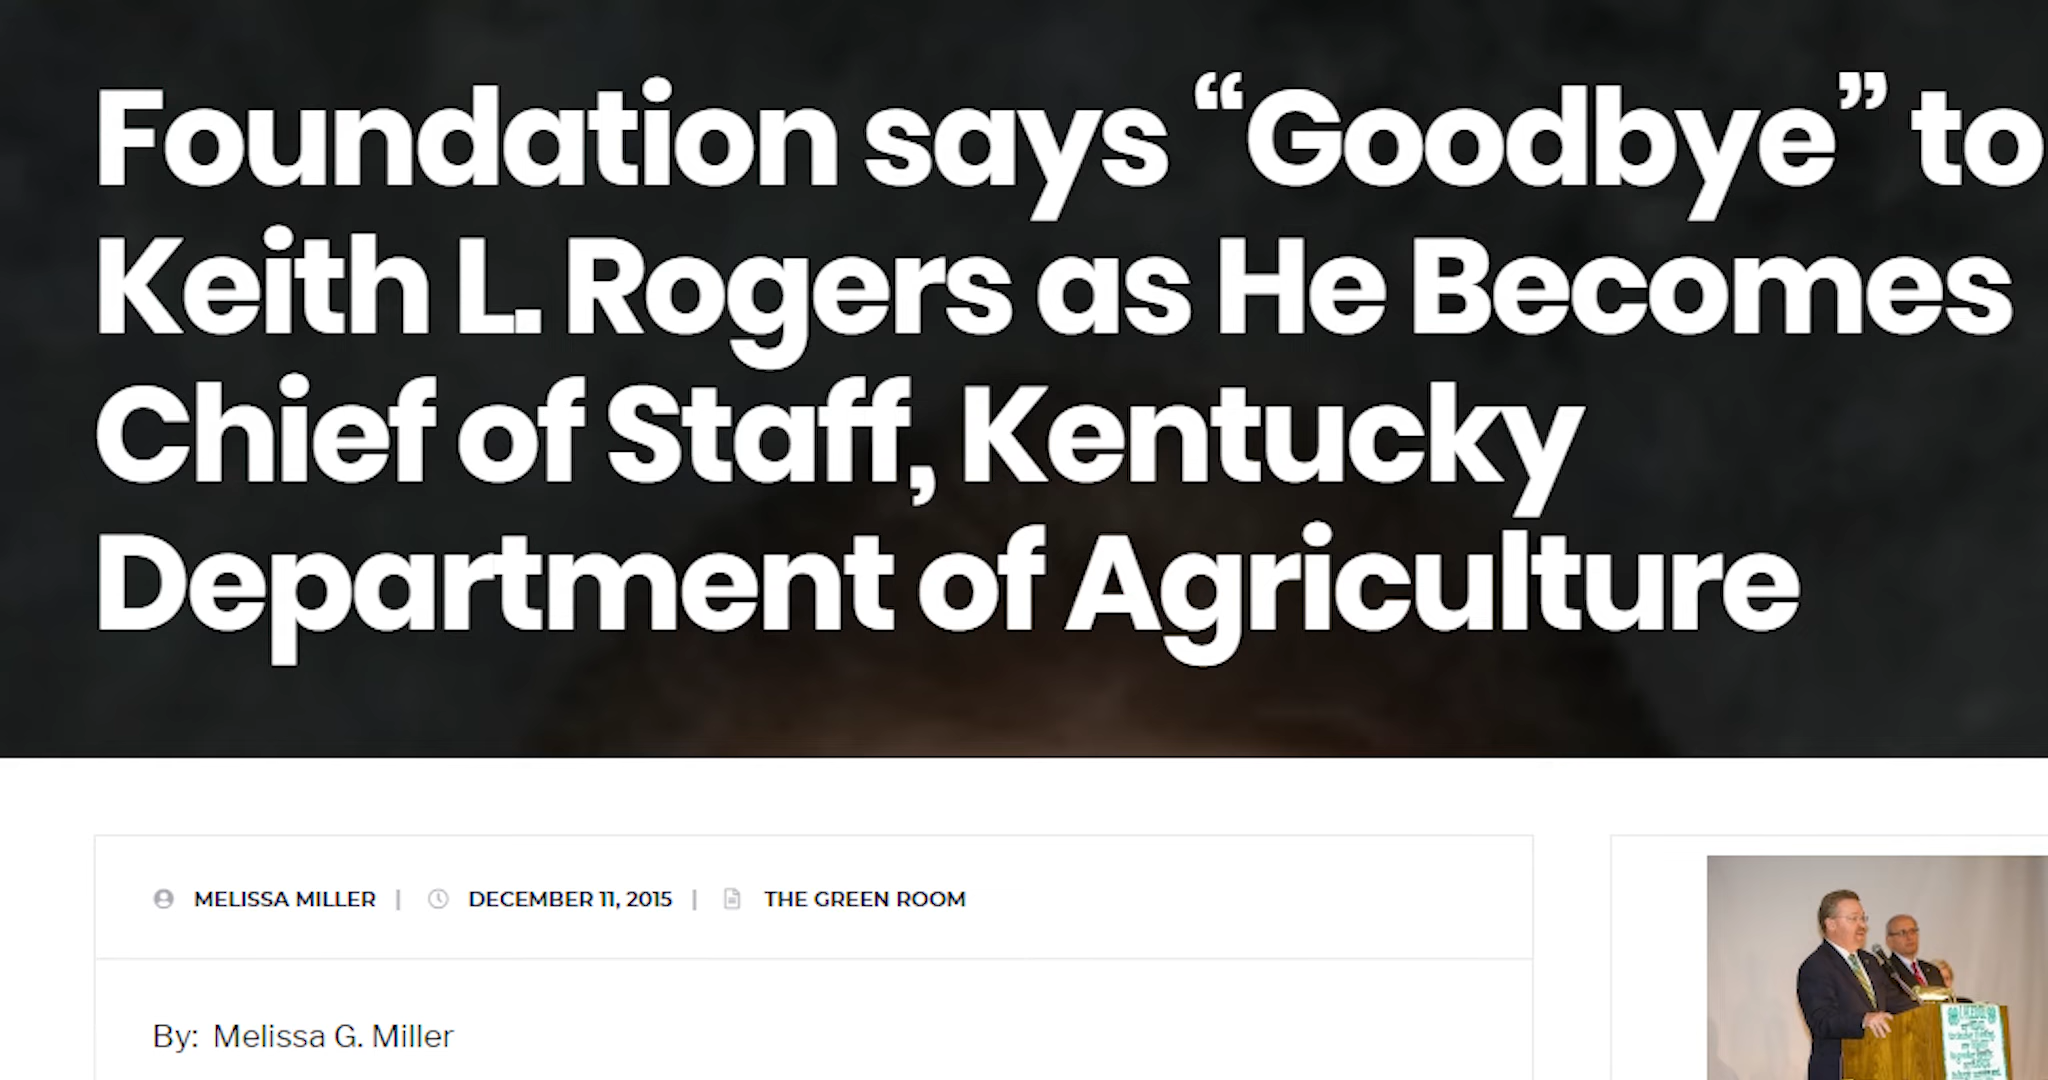 Foundation says “Goodbye” to
Keith L. Rogers as He Becomes
Chief of Staff, Kentucky
Department of Agriculture
MELISSA MILLER | DECEMBER 11, 2015 | THE GREEN ROOM
By: Melissa G. Miller